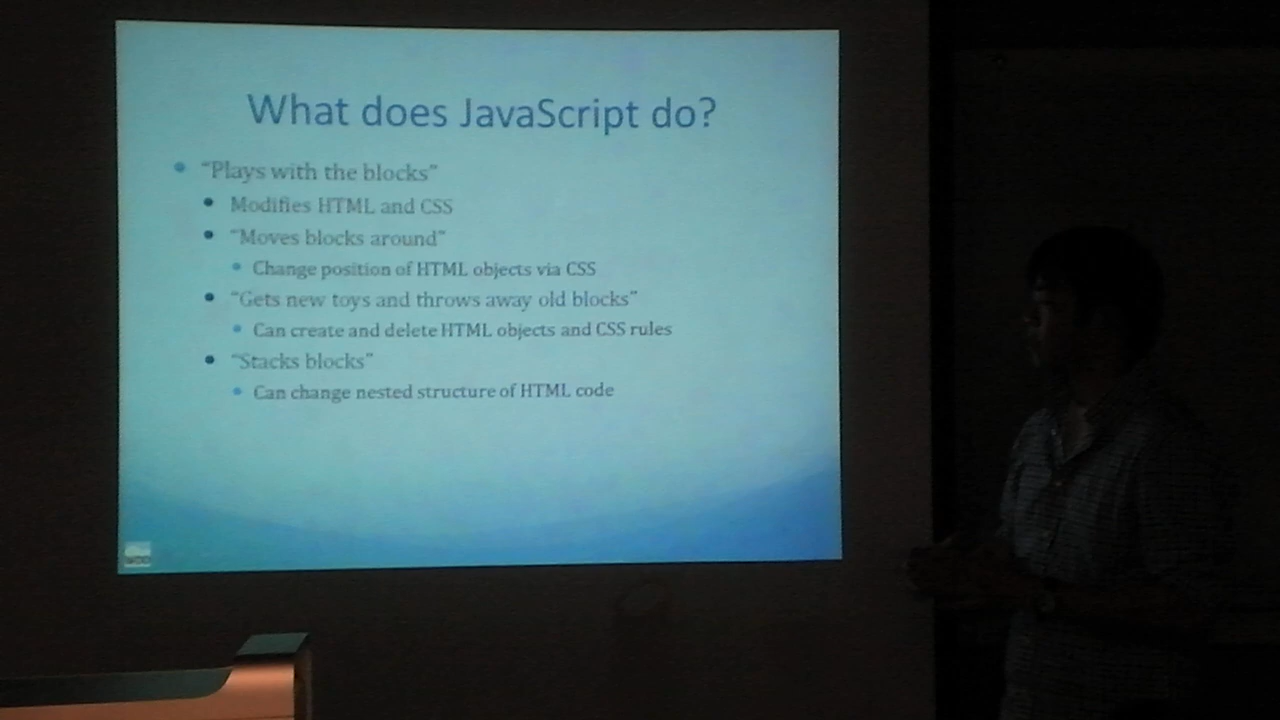 What does JavaScript do?
“Plays with the blocks”
Modifies HTML and CSS
“Moves blocks around”
Change position of HTML objects via CSS
“Gets new toys and throws away old blocks”
Can create and delete HTML objects and CSS rules
“Stacks blocks”
Can change nested structure of HTML code